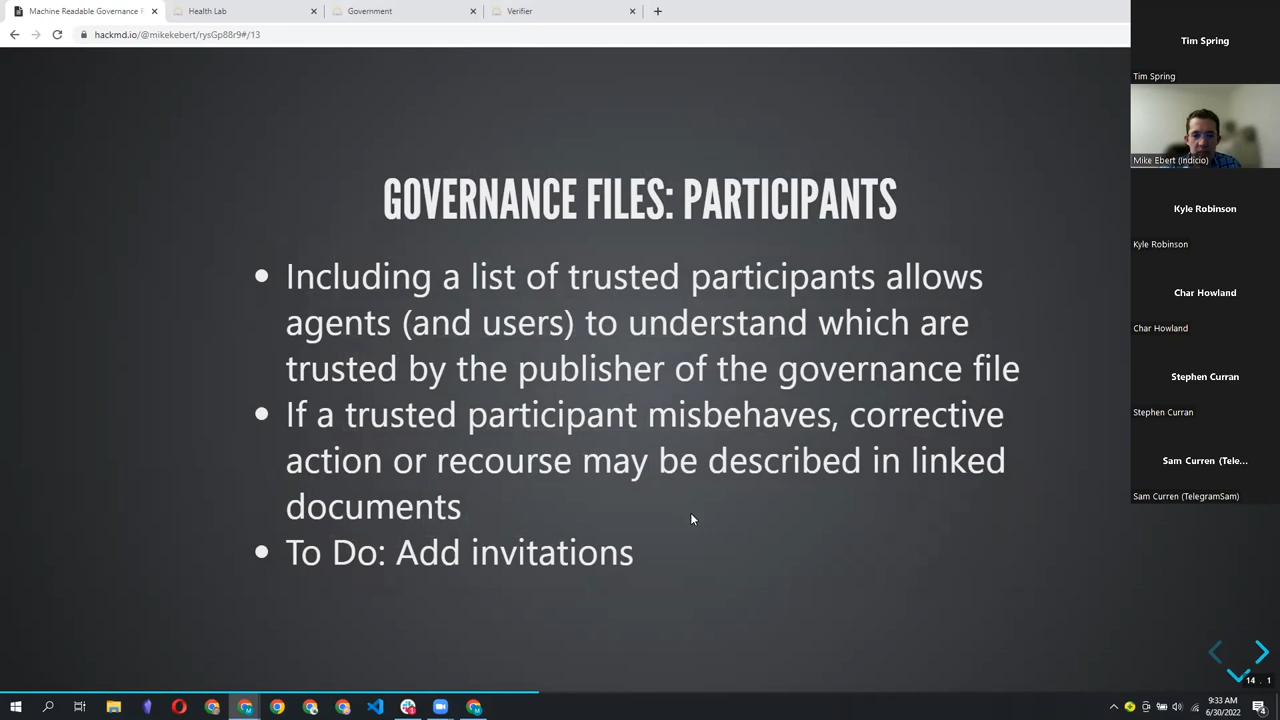 Machine Readable Governance F
Health Lab
Government
Verifier
hackmd.io/@mikekebert/rysGp88r9#/13
GOVERNANCE FILES: PARTICIPANTS
Including a list of trusted participants allows
agents (and users) to understand which are
trusted by the publisher of the governance file
If a trusted participant misbehaves, corrective
action or recourse may be described in linked
documents
To Do: Add invitations
Tim Spring
Tim Spring
Mike Ebert (Indicio)
Kyle Robinson
Kyle Robinson
Char Howland
Char Howland
Stephen Curran
Stephen Curran
Sam Curren (Tele...
Sam Curren (TelegramSam)
14 . 1
9:33 AM
6/30/2022
4